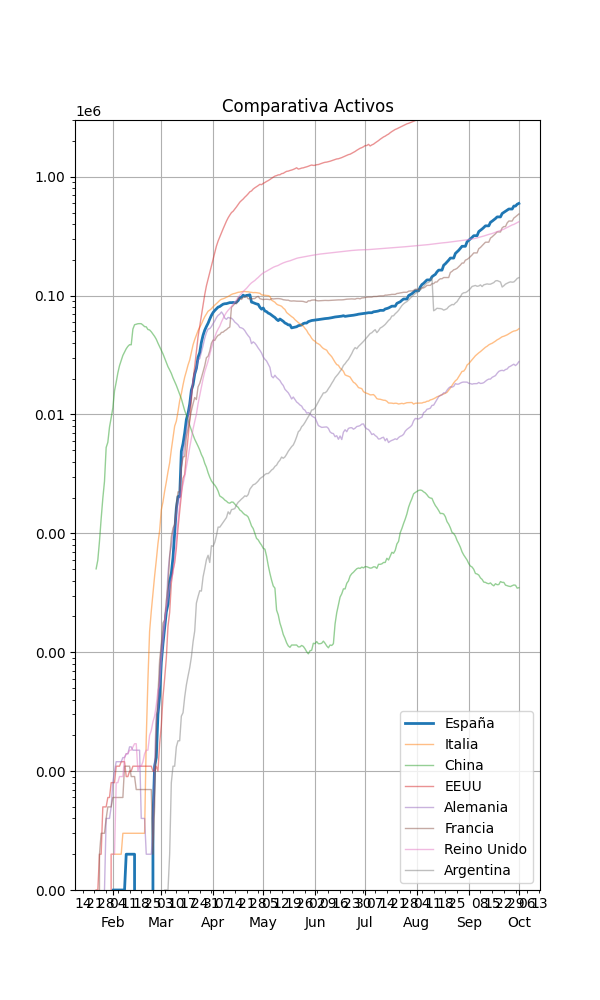 Comparativa Activos
1e6
1.00
0.10
0.01
0.00
0.00
0.00
0.00
España
Italia
China
EEUU
Alemania
Francia
Reino Unido
Argentina
Feb Mar Apr May Jun Jul Aug Sep Oct